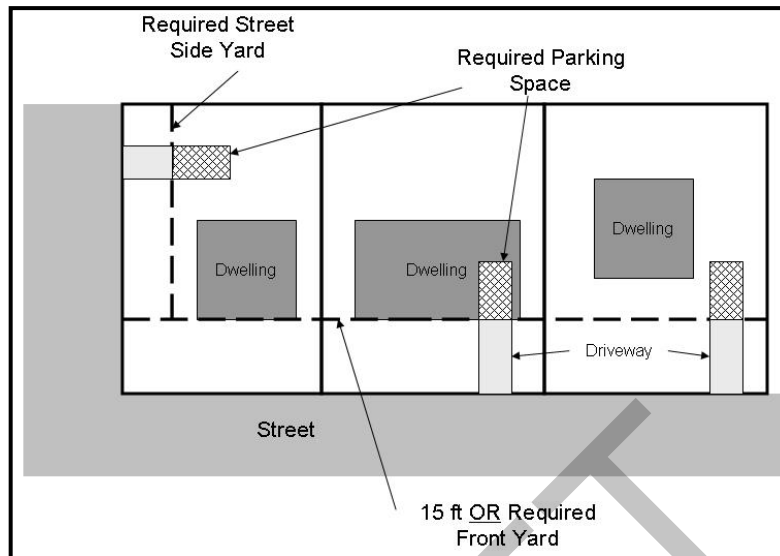 Required Street
Side Yard
Required Parking
Space
Dwelling
Dwelling
Dwelling
Driveway
Street
15 ft OR Required
Front Yard